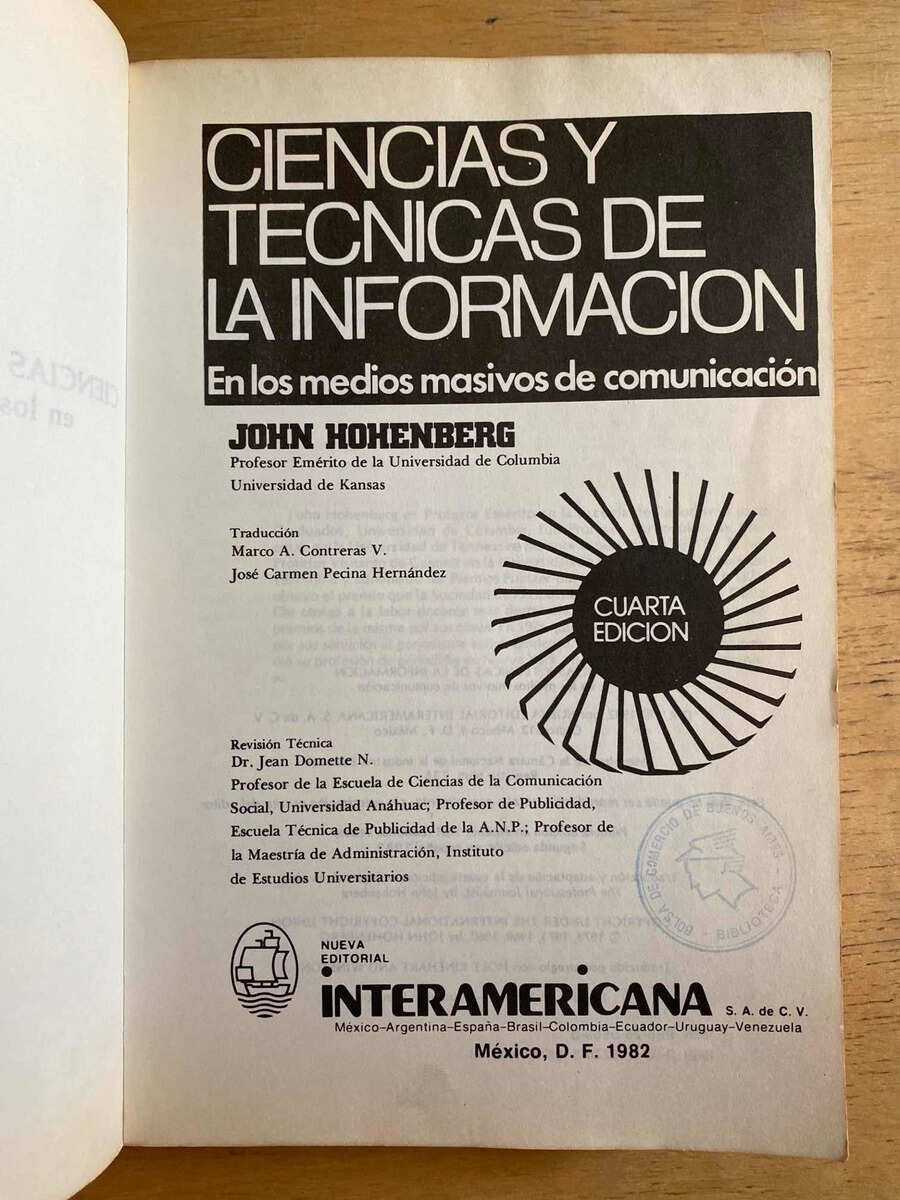 CIENCIAS Y
TECNICAS DE
LA INFORMACION
En los medios masivos de comunicación
JOHN HOHENBERG
Profesor Emérito de la Universidad de Columbia
Universidad de Kansas
Traducción
Marco A. Contreras V.
José Carmen Pecina Hernández
CUARTA
EDICION
Revisión Técnica
Dr. Jean Domette N.
Profesor de la Escuela de Ciencias de la Comunicación
Social, Universidad Anáhuac; Profesor de Publicidad,
Escuela Técnica de Publicidad de la A.N.P.; Profesor de
la Maestría de Administración, Instituto
de Estudios Universitarios
BOLSA DE COMERCIO DE BUENOS AIRES
BIBLIOTECA
NUEVA
EDITORIAL
INTERAMERICANA S. A. de C. V.
México–Argentina–España–Brasil–Colombia–Ecuador–Uruguay–Venezuela
México, D. F. 1982
CIENCIAS
en los